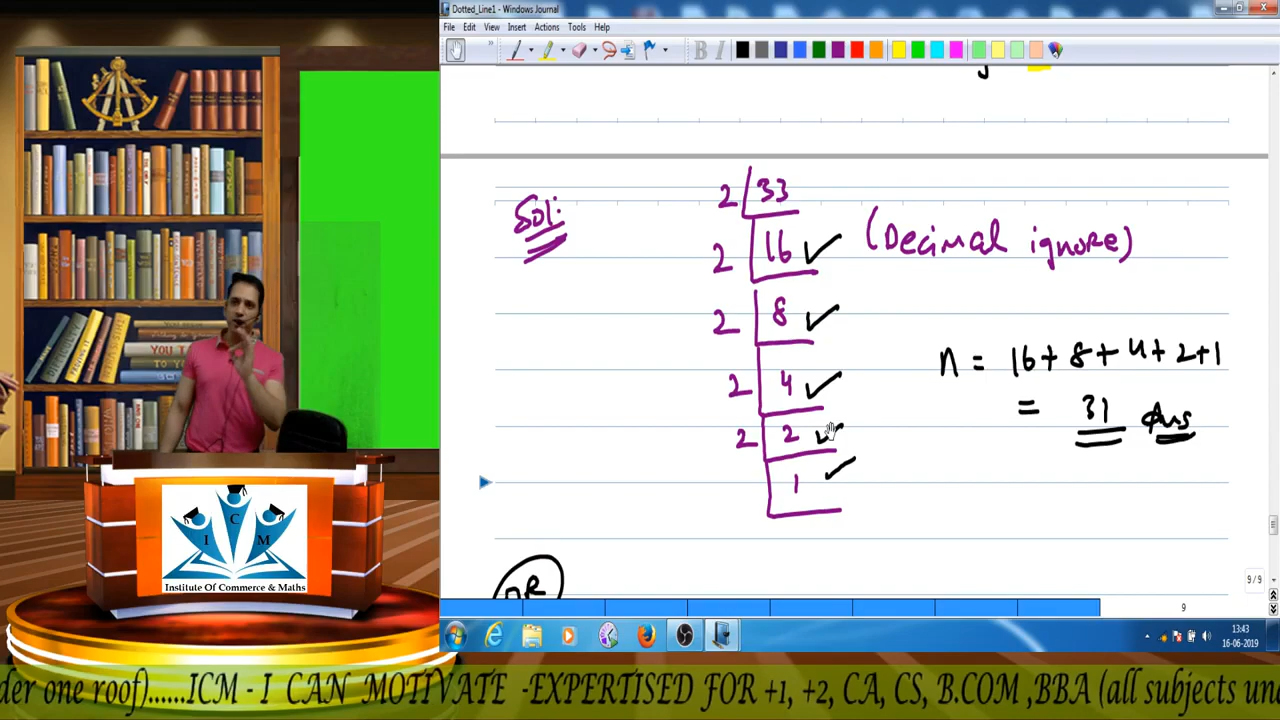 Dotted_Line1 - Windows Journal
File Edit View Insert Actions Tools Help
B I
Sol:
2 33
2 16 (Decimal ignore)
2 8
2 4
2 2
1
n = 16+8+4+2+1
= 31 Ans
OR
9/9
9
I C M
Institute Of Commerce & Maths
13:43
16-06-2019
der one roof)......ICM - I CAN MOTIVATE -EXPERTISED FOR +1, +2, CA, CS, B.COM ,BBA (all subjects un